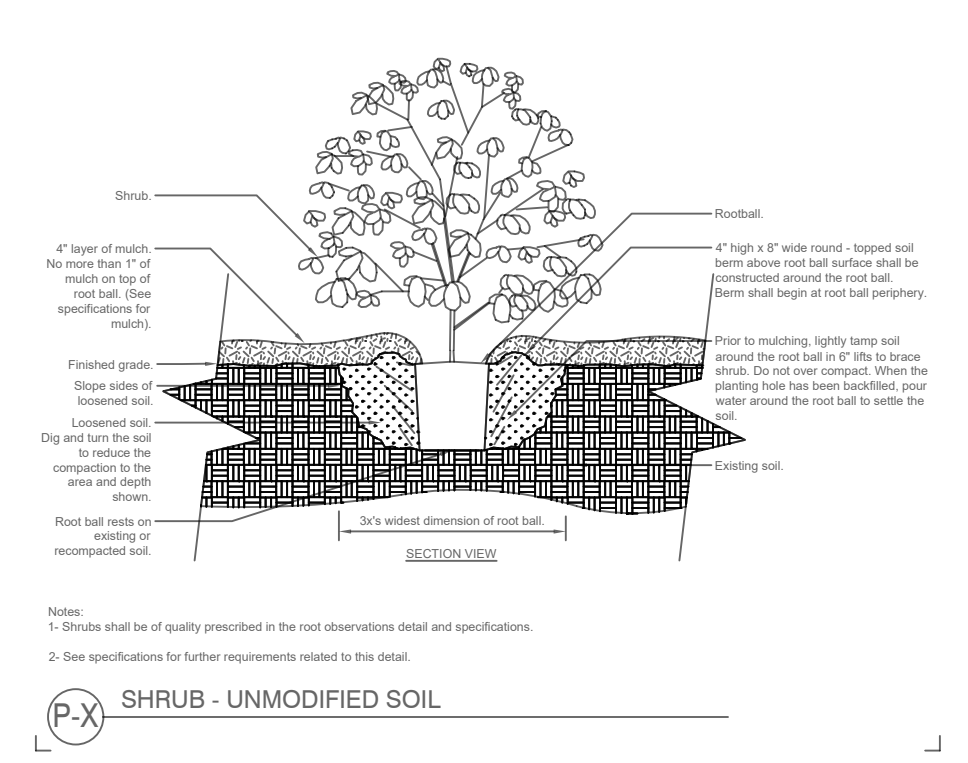 Shrub.
4" layer of mulch.
No more than 1" of
mulch on top of
root ball. (See
specifications for
mulch).
Finished grade.
Slope sides of
loosened soil.
Loosened soil.
Dig and turn the soil
to reduce the
compaction to the
area and depth
shown.
Root ball rests on
existing or
recompacted soil.
Rootball.
4" high x 8" wide round - topped soil
berm above root ball surface shall be
constructed around the root ball.
Berm shall begin at root ball periphery.
Prior to mulching, lightly tamp soil
around the root ball in 6" lifts to brace
shrub. Do not over compact. When the
planting hole has been backfilled, pour
water around the root ball to settle the
soil.
Existing soil.
3x's widest dimension of root ball.
SECTION VIEW
Notes:
1- Shrubs shall be of quality prescribed in the root observations detail and specifications.
2- See specifications for further requirements related to this detail.
P-X
SHRUB - UNMODIFIED SOIL